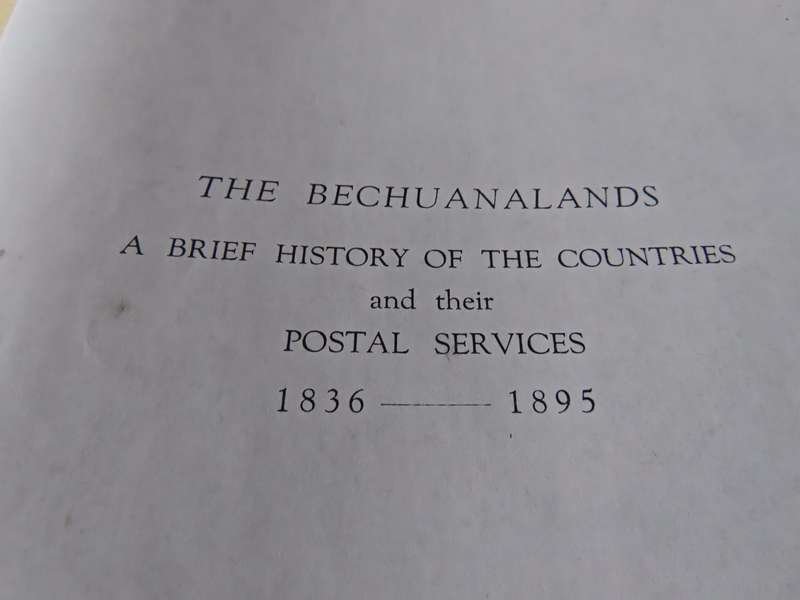 THE BECHUANALANDS
A BRIEF HISTORY OF THE COUNTRIES
and their
POSTAL SERVICES
1836 ——— 1895